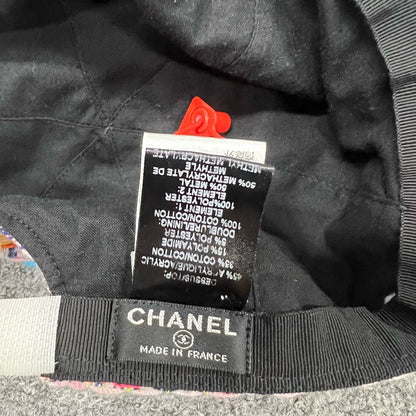 DESSUS/TOP:
45% ACRYLIQUE/ACRYLIC
35% COTON/COTTON
15% POLYAMIDE
5% POLYESTER
DOUBLURE/LINING:
100% COTON/COTTON
ELEMENT 1:
100%POLYESTER
ELEMENT 2:
50% METAL
50% METHACRYLATE DE
METHYLE
METHYL METHACRYLATE
CHANEL
MADE IN FRANCE